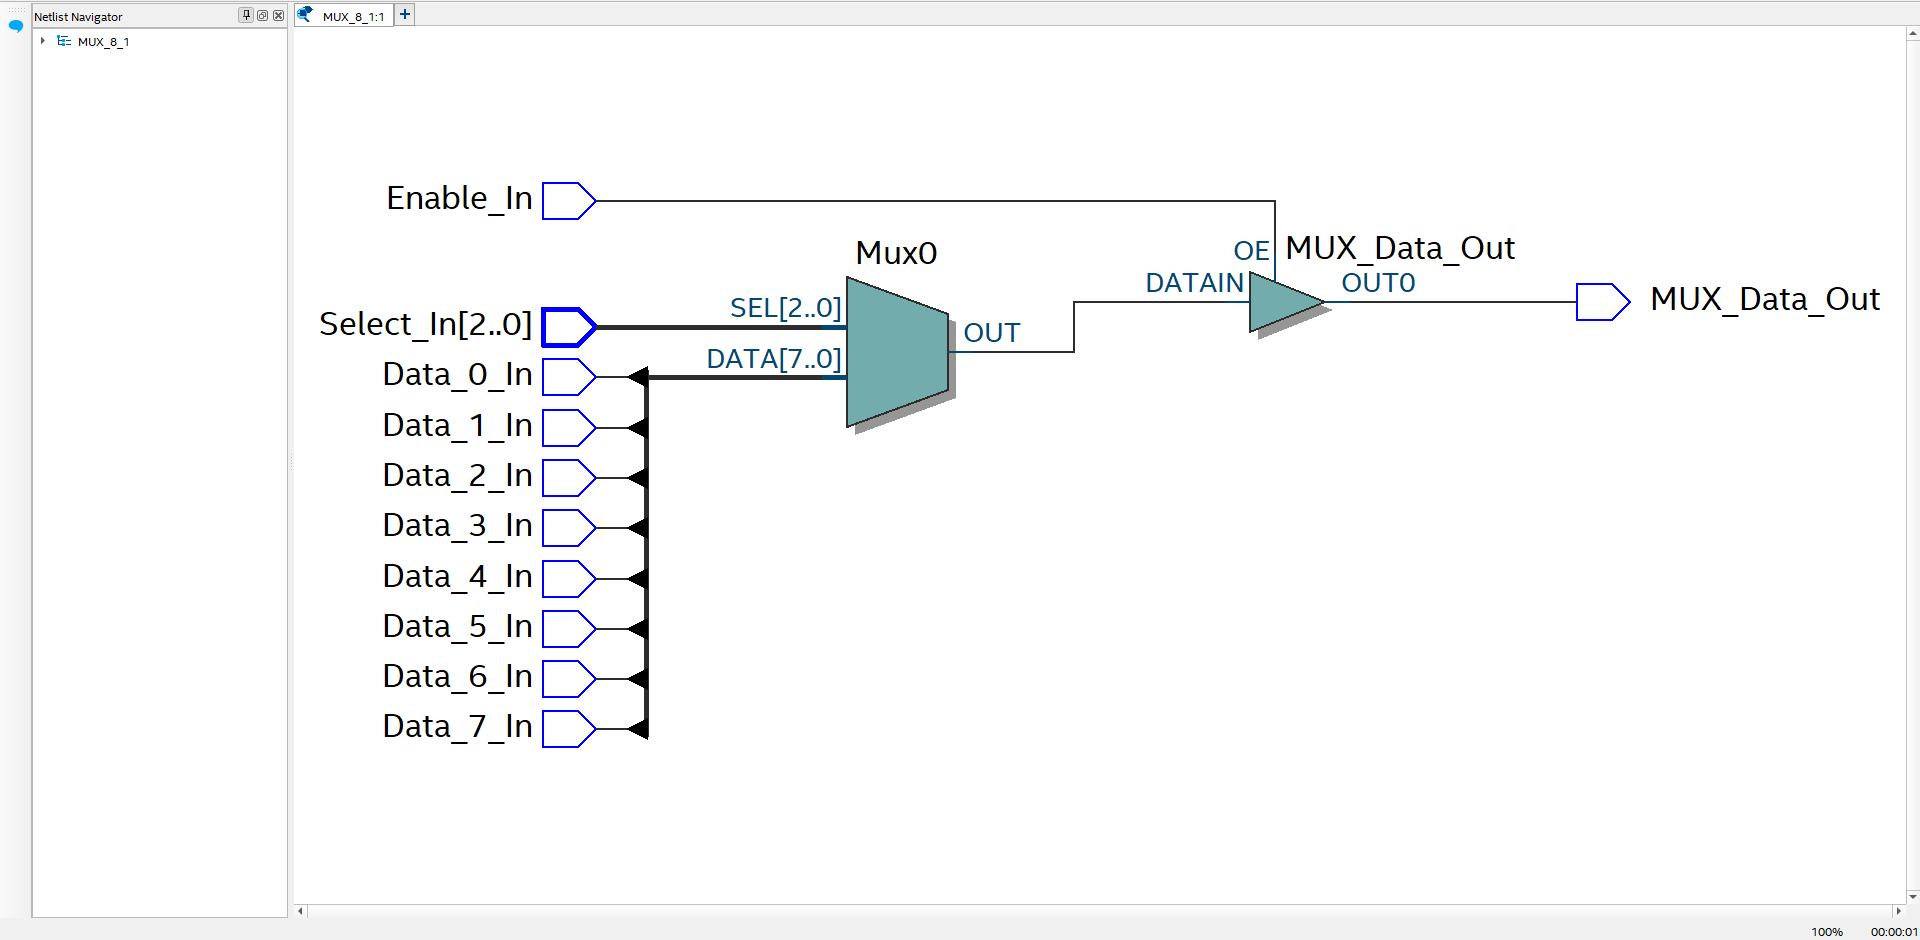 Netlist Navigator
MUX_8_1:1
+
MUX_8_1
Enable_In
Mux0
OE
MUX_Data_Out
DATAIN
OUT0
MUX_Data_Out
Select_In[2..0]
SEL[2..0]
OUT
DATA[7..0]
Data_0_In
Data_1_In
Data_2_In
Data_3_In
Data_4_In
Data_5_In
Data_6_In
Data_7_In
100%
00:00:01